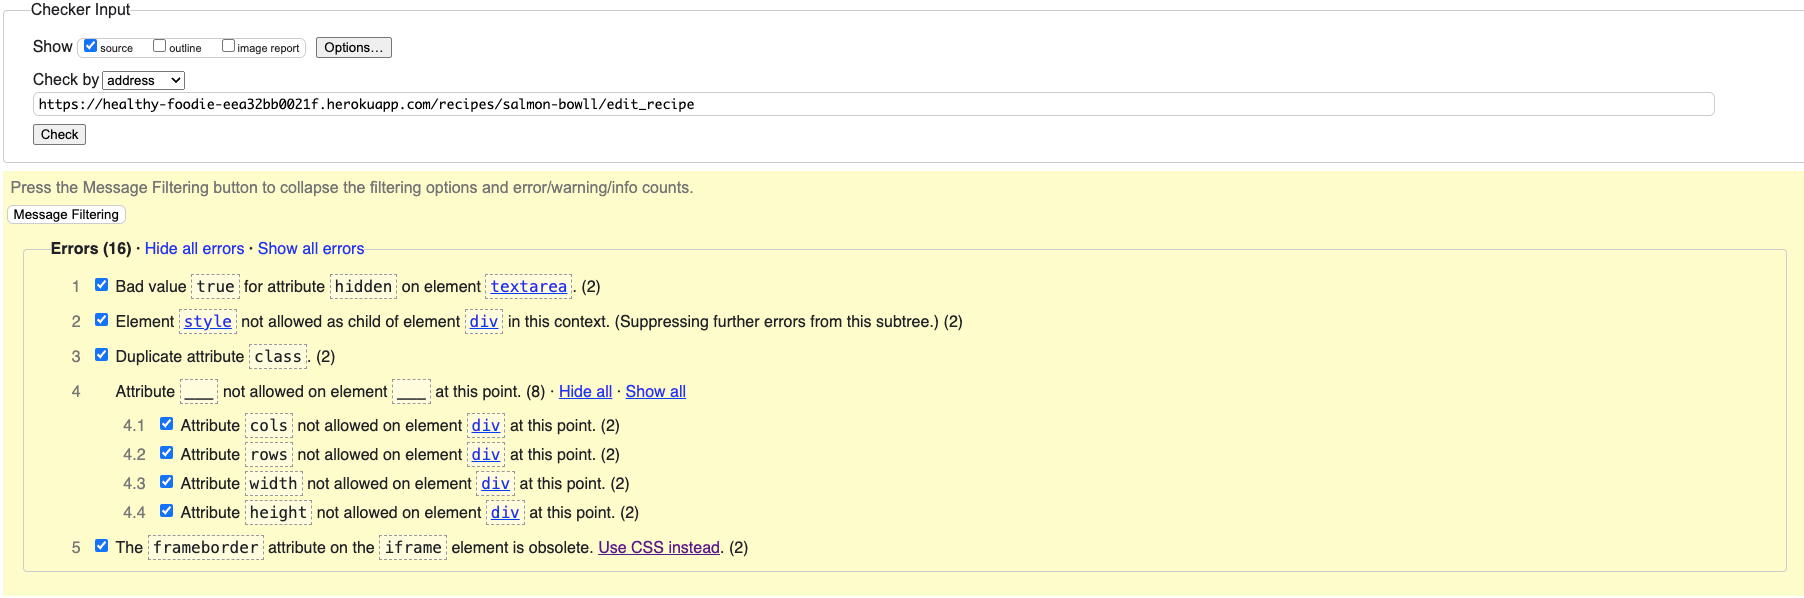 Checker Input
Show source outline image report Options...
Check by address
https://healthy-foodie-eea32bb0021f.herokuapp.com/recipes/salmon-bowll/edit_recipe
Check
Press the Message Filtering button to collapse the filtering options and error/warning/info counts.
Message Filtering
Errors (16) · Hide all errors · Show all errors
1 Bad value true for attribute hidden on element textarea. (2)
2 Element style not allowed as child of element div in this context. (Suppressing further errors from this subtree.) (2)
3 Duplicate attribute class. (2)
4 Attribute ___ not allowed on element ___ at this point. (8) · Hide all · Show all
4.1 Attribute cols not allowed on element div at this point. (2)
4.2 Attribute rows not allowed on element div at this point. (2)
4.3 Attribute width not allowed on element div at this point. (2)
4.4 Attribute height not allowed on element div at this point. (2)
5 The frameborder attribute on the iframe element is obsolete. Use CSS instead. (2)